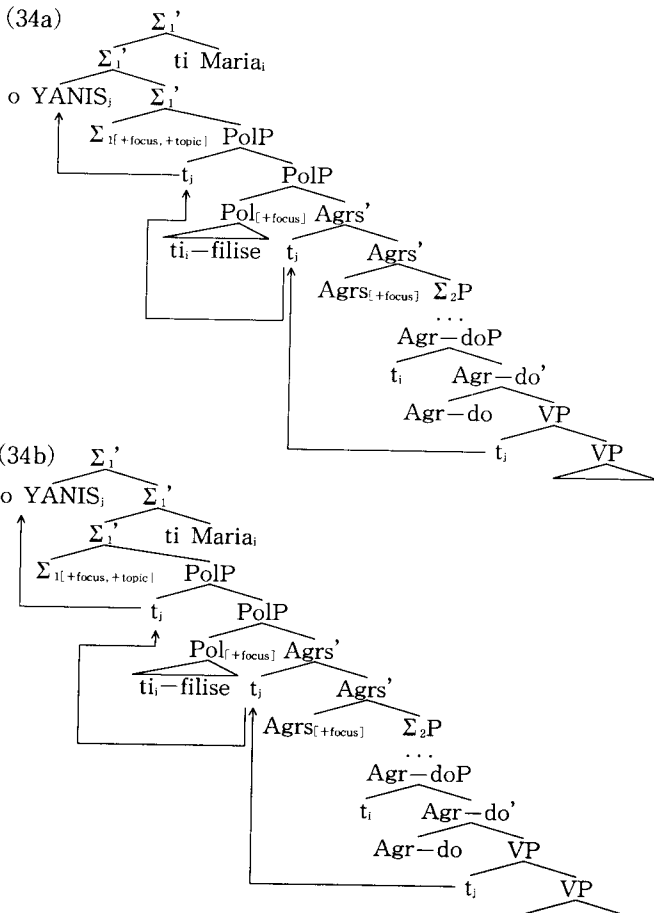 (34a)
Σ₁'
Σ₁' ti Mariaᵢ
o YANISⱼ Σ₁'
Σ₁[+focus, +topic] PolP
tⱼ PolP
Pol[+focus] Agrs'
tiᵢ−filise tⱼ Agrs'
Agrs[+focus] Σ₂P
...
Agr−doP
tᵢ Agr−do'
Agr−do VP
tⱼ VP
(34b)
Σ₁'
o YANISⱼ Σ₁'
Σ₁' ti Mariaᵢ
Σ₁[+focus, +topic] PolP
tⱼ PolP
Pol[+focus] Agrs'
tiᵢ−filise tⱼ Agrs'
Agrs[+focus] Σ₂P
...
Agr−doP
tᵢ Agr−do'
Agr−do VP
tⱼ VP